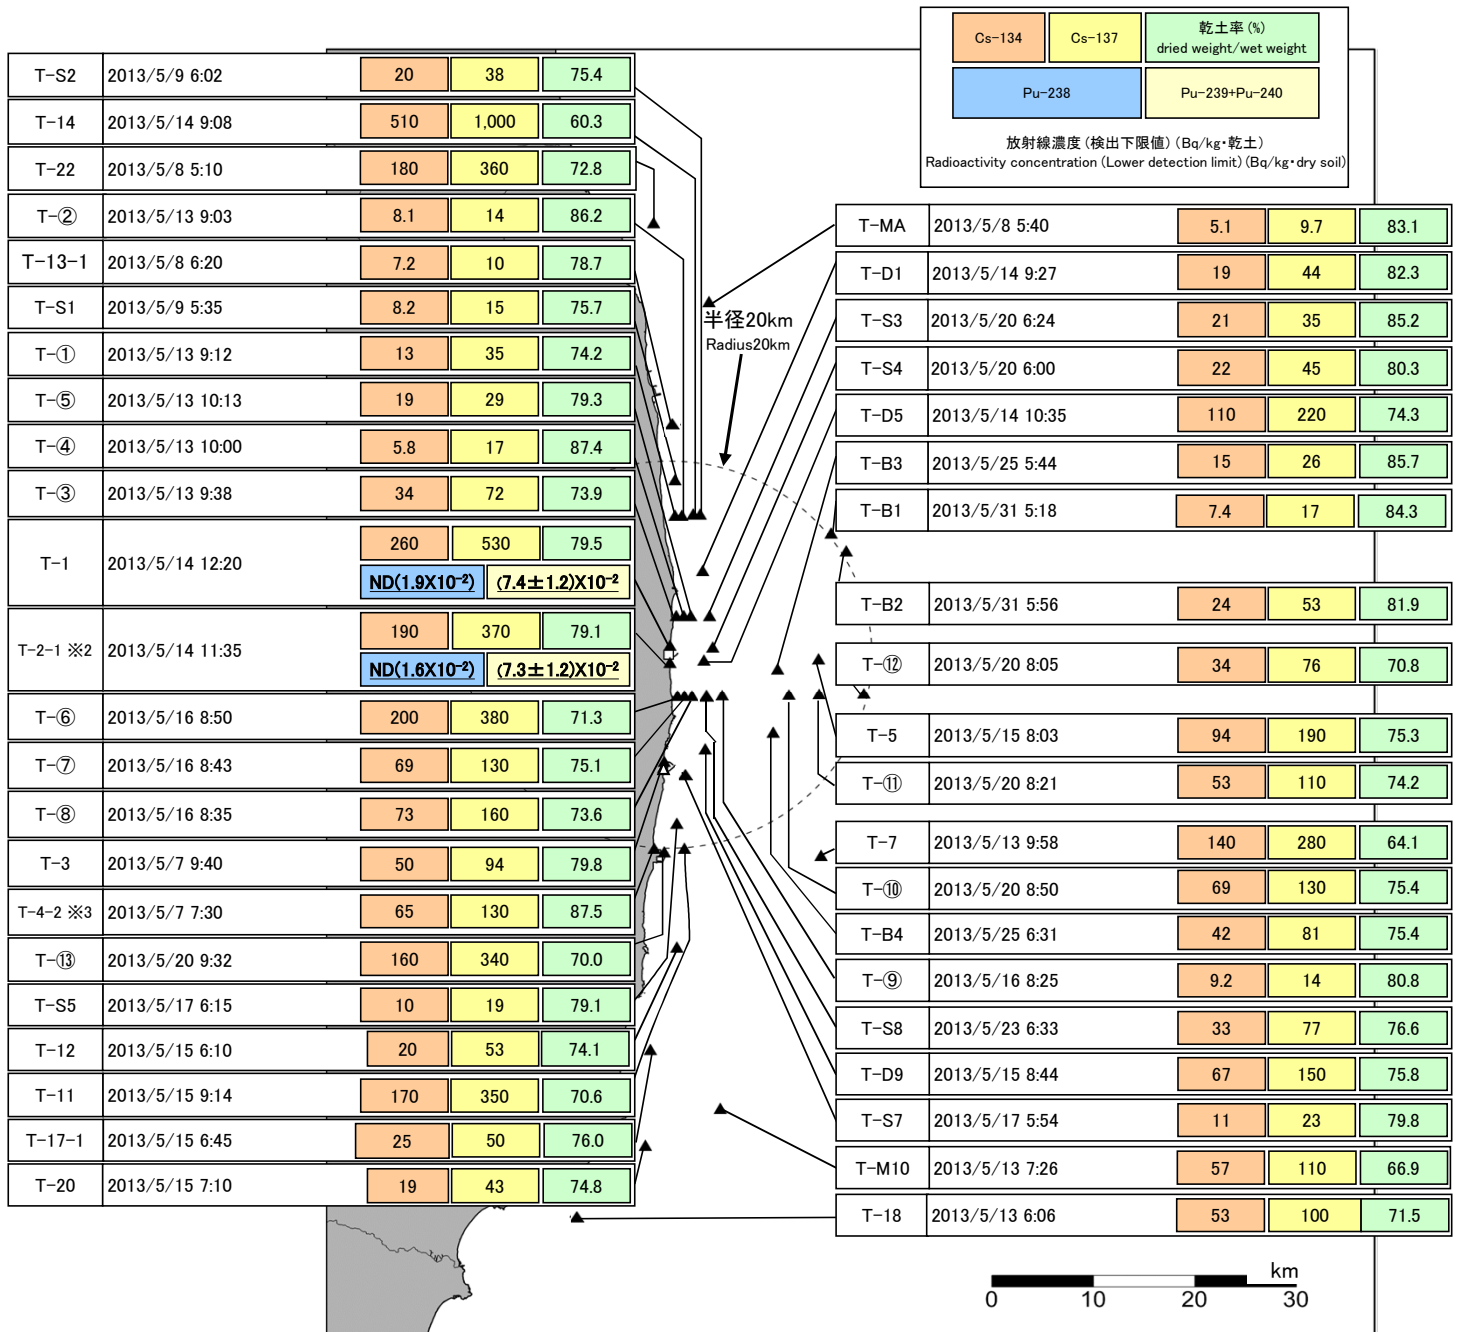 Cs-134 Cs-137 乾土率(%)
dried weight/wet weight
Pu-238 Pu-239+Pu-240
放射線濃度(検出下限値)(Bq/kg・乾土)
Radioactivity concentration(Lower detection limit)(Bq/kg・dry soil)
T-S2 2013/5/9 6:02 20 38 75.4
T-14 2013/5/14 9:08 510 1,000 60.3
T-22 2013/5/8 5:10 180 360 72.8
T-② 2013/5/13 9:03 8.1 14 86.2
T-13-1 2013/5/8 6:20 7.2 10 78.7
T-S1 2013/5/9 5:35 8.2 15 75.7
T-① 2013/5/13 9:12 13 35 74.2
T-⑤ 2013/5/13 10:13 19 29 79.3
T-④ 2013/5/13 10:00 5.8 17 87.4
T-③ 2013/5/13 9:38 34 72 73.9
T-1 2013/5/14 12:20 260 530 79.5
ND(1.9X10⁻²) (7.4±1.2)X10⁻²
T-2-1 ※2 2013/5/14 11:35 190 370 79.1
ND(1.6X10⁻²) (7.3±1.2)X10⁻²
T-⑥ 2013/5/16 8:50 200 380 71.3
T-⑦ 2013/5/16 8:43 69 130 75.1
T-⑧ 2013/5/16 8:35 73 160 73.6
T-3 2013/5/7 9:40 50 94 79.8
T-4-2 ※3 2013/5/7 7:30 65 130 87.5
T-⑬ 2013/5/20 9:32 160 340 70.0
T-S5 2013/5/17 6:15 10 19 79.1
T-12 2013/5/15 6:10 20 53 74.1
T-11 2013/5/15 9:14 170 350 70.6
T-17-1 2013/5/15 6:45 25 50 76.0
T-20 2013/5/15 7:10 19 43 74.8
半径20km
Radius20km
T-MA 2013/5/8 5:40 5.1 9.7 83.1
T-D1 2013/5/14 9:27 19 44 82.3
T-S3 2013/5/20 6:24 21 35 85.2
T-S4 2013/5/20 6:00 22 45 80.3
T-D5 2013/5/14 10:35 110 220 74.3
T-B3 2013/5/25 5:44 15 26 85.7
T-B1 2013/5/31 5:18 7.4 17 84.3
T-B2 2013/5/31 5:56 24 53 81.9
T-⑫ 2013/5/20 8:05 34 76 70.8
T-5 2013/5/15 8:03 94 190 75.3
T-⑪ 2013/5/20 8:21 53 110 74.2
T-7 2013/5/13 9:58 140 280 64.1
T-⑩ 2013/5/20 8:50 69 130 75.4
T-B4 2013/5/25 6:31 42 81 75.4
T-⑨ 2013/5/16 8:25 9.2 14 80.8
T-S8 2013/5/23 6:33 33 77 76.6
T-D9 2013/5/15 8:44 67 150 75.8
T-S7 2013/5/17 5:54 11 23 79.8
T-M10 2013/5/13 7:26 57 110 66.9
T-18 2013/5/13 6:06 53 100 71.5
km
0 10 20 30